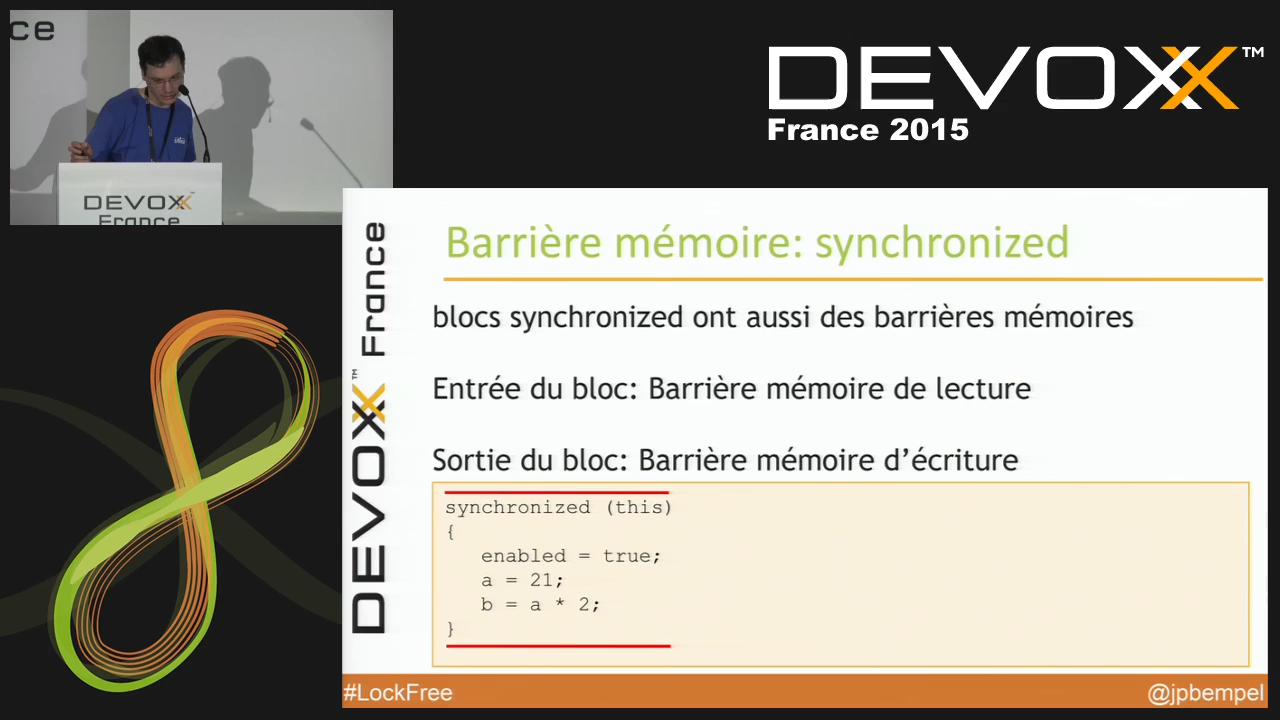 ce
DEVOXX
France
DEVOXX™
France 2015
DEVOXX™ France
Barrière mémoire: synchronized
blocs synchronized ont aussi des barrières mémoires
Entrée du bloc: Barrière mémoire de lecture
Sortie du bloc: Barrière mémoire d’écriture
synchronized (this)
{
enabled = true;
a = 21;
b = a * 2;
}
#LockFree
@jpbempel